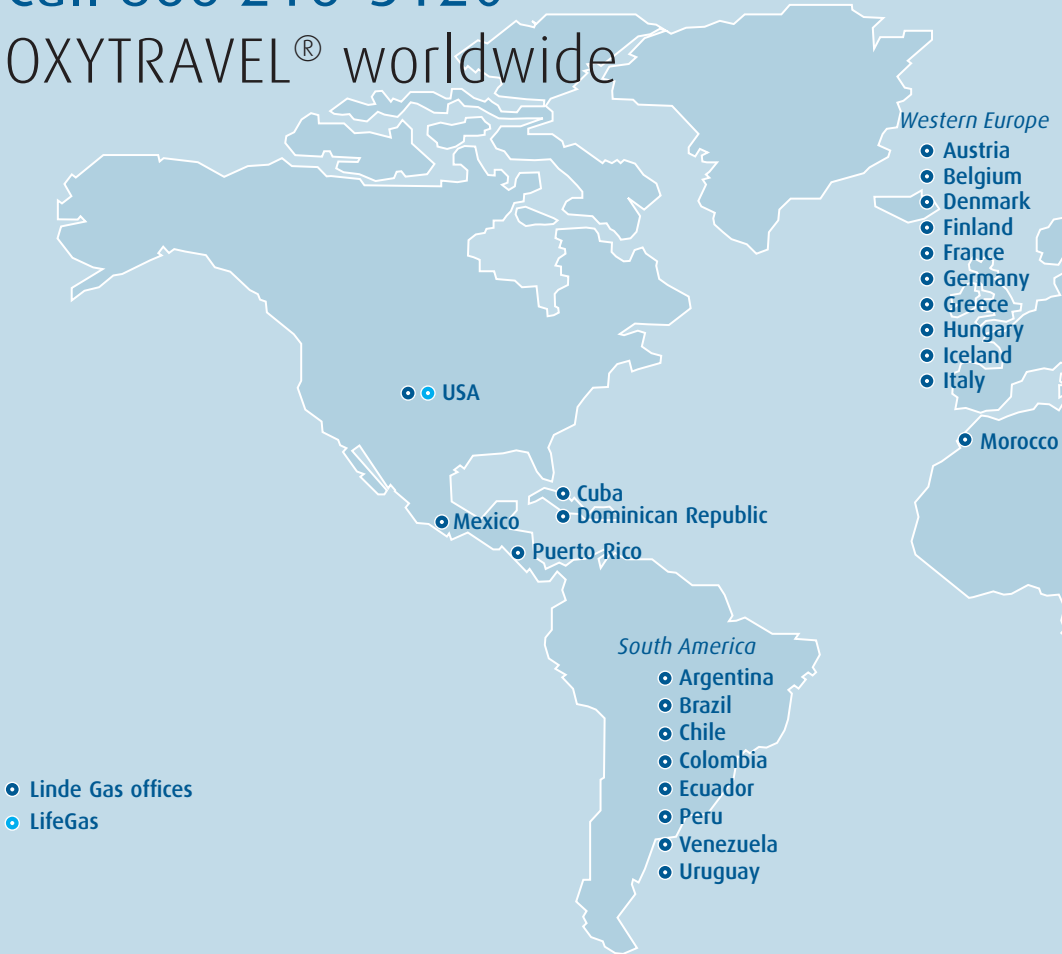 OXYTRAVEL® worldwide
Western Europe
Austria
Belgium
Denmark
Finland
France
Germany
Greece
Hungary
Iceland
Italy
USA
Morocco
Cuba
Dominican Republic
Mexico
Puerto Rico
South America
Argentina
Brazil
Chile
Colombia
Ecuador
Peru
Venezuela
Uruguay
Linde Gas offices
LifeGas